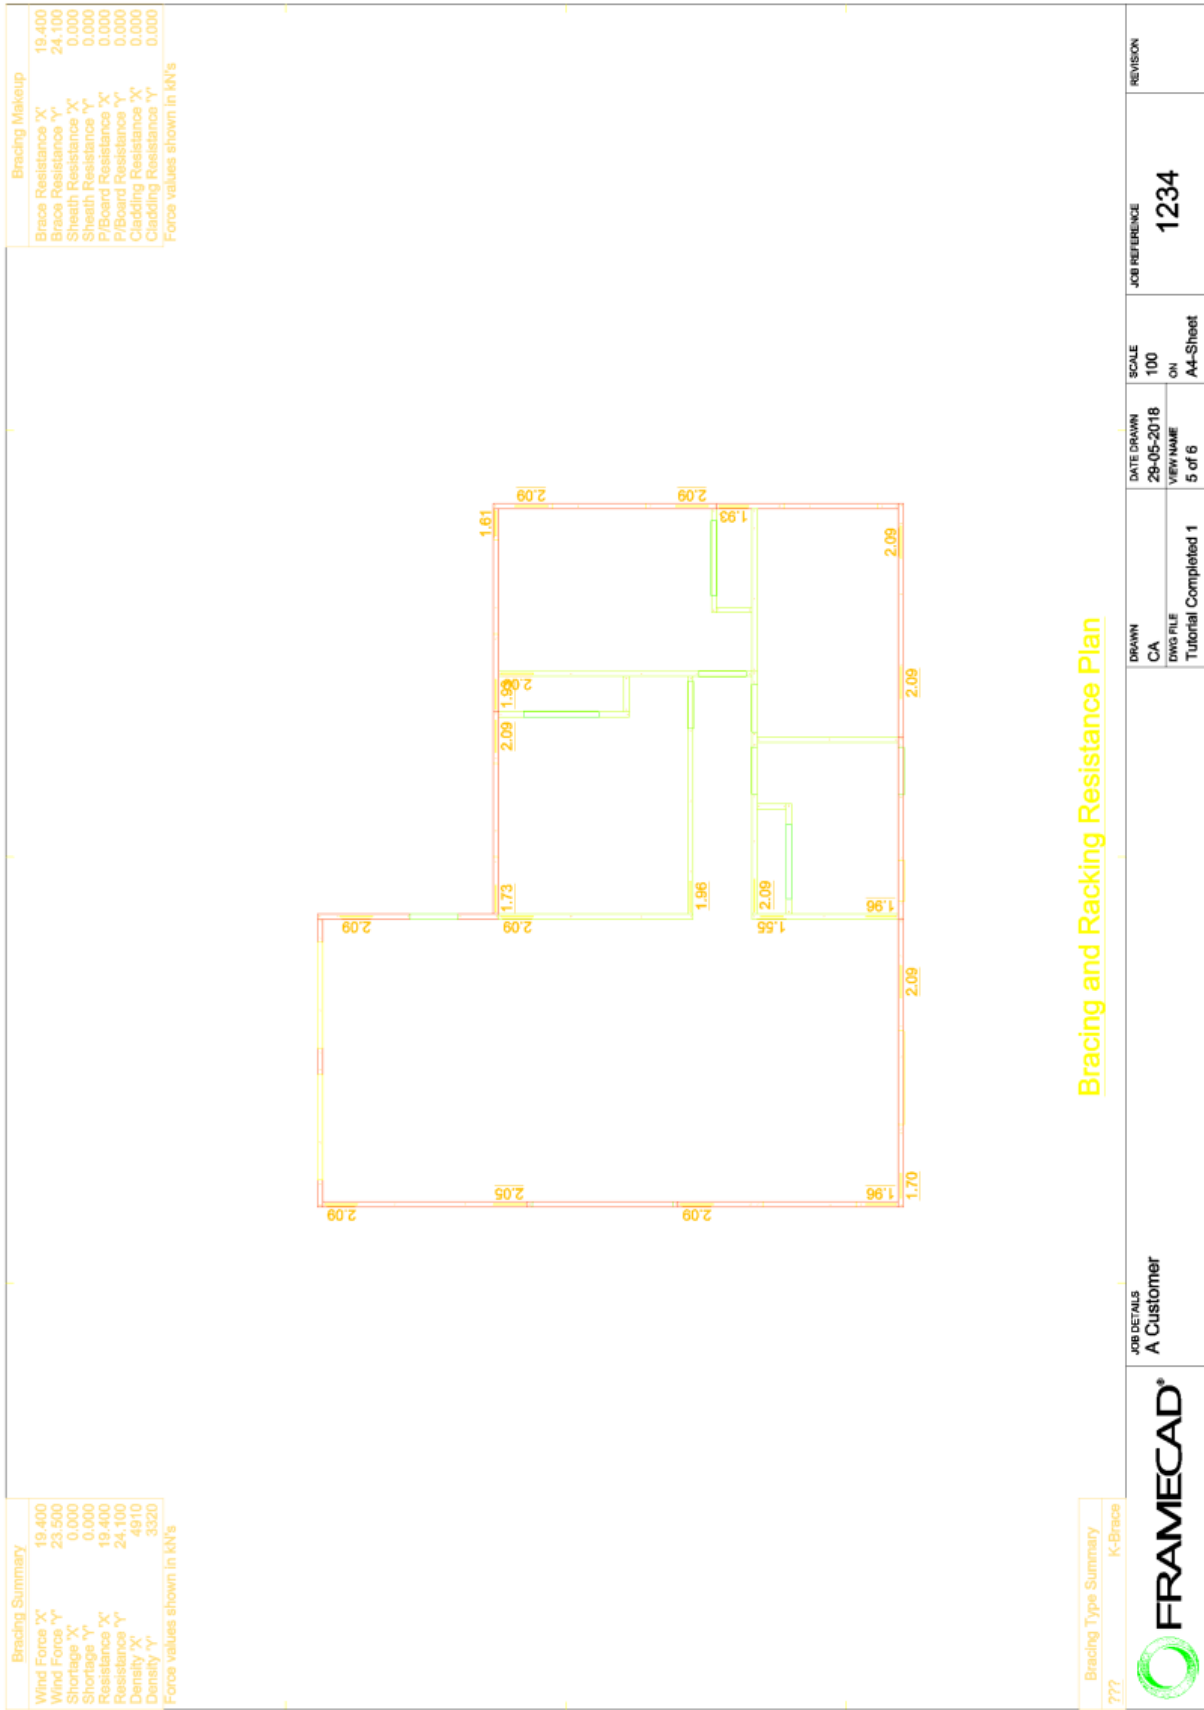 Bracing Summary
Wind Force 'X' 19.400
Wind Force 'Y' 23.500
Shortage 'X' 0.000
Shortage 'Y' 0.000
Resistance 'X' 19.400
Resistance 'Y' 24.100
Density 'X' 4910
Density 'Y' 3320
Force values shown in kN's
Bracing Makeup
Brace Resistance 'X' 19.400
Brace Resistance 'Y' 24.100
Sheath Resistance 'X' 0.000
Sheath Resistance 'Y' 0.000
P/Board Resistance 'X' 0.000
P/Board Resistance 'Y' 0.000
Cladding Resistance 'X' 0.000
Cladding Resistance 'Y' 0.000
Force values shown in kN's
2.09
2.09
1.61
2.09
2.05
2.09
1.73
2.09
1.93
2.09
2.09
2.09
1.93
1.96
2.09
1.55
1.96
2.09
1.96
1.70
2.09
2.09
2.09
Bracing and Racking Resistance Plan
Bracing Type Summary
??? K-Brace
FRAMECAD®
JOB DETAILS
A Customer
DRAWN
CA
DWG FILE
Tutorial Completed 1
DATE DRAWN
29-05-2018
VIEW NAME
5 of 6
SCALE
100
ON
A4-Sheet
JOB REFERENCE
1234
REVISION